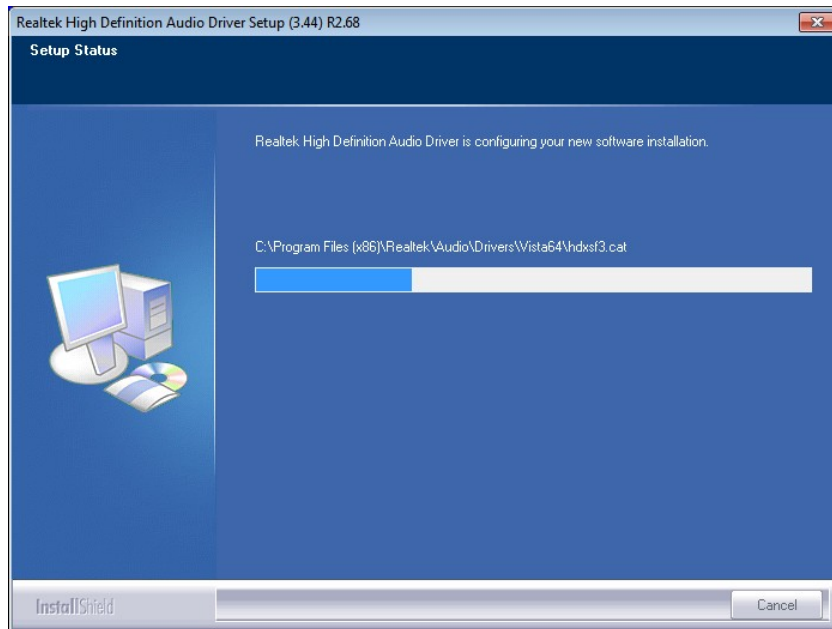 Realtek High Definition Audio Driver Setup (3.44) R2.68
Setup Status
Realtek High Definition Audio Driver is configuring your new software installation.
C:\Program Files (x86)\Realtek\Audio\Drivers\Vista64\hdxsf3.cat
InstallShield
Cancel